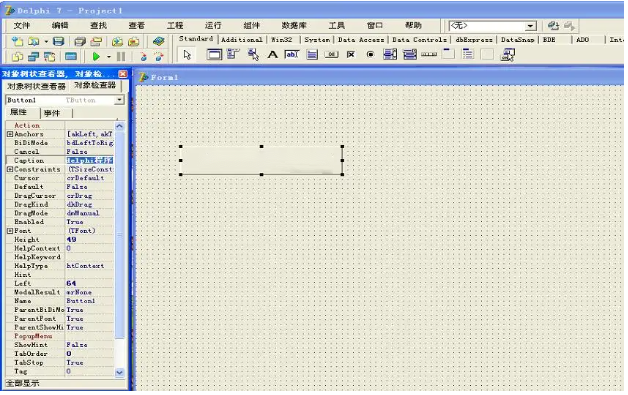 Delphi 7 - Project1
文件 编辑 查找 查看 工程 运行 组件 数据库 工具 窗口 帮助 <无>
Standard Additional Win32 System Data Access Data Controls dbExpress DataSnap BDE ADO Inte
对象树状查看器, 对象检...
对象树状查看器 对象检查器
Form1
Button1 TButton
属性 事件
Action
Anchors [akLeft,akT
BiDiMode bdLeftToRig
Cancel False
Caption delphi程序
Constraints (TSizeConst
Cursor crDefault
Default False
DragCursor crDrag
DragKind dkDrag
DragMode dmManual
Enabled True
Font (TFont)
Height 49
HelpContext 0
HelpKeyword
HelpType htContext
Hint
Left 64
ModalResult mrNone
Name Button1
ParentBiDiMo True
ParentFont True
ParentShowHi True
PopupMenu
ShowHint False
TabOrder 0
TabStop True
Tag 0
全部显示